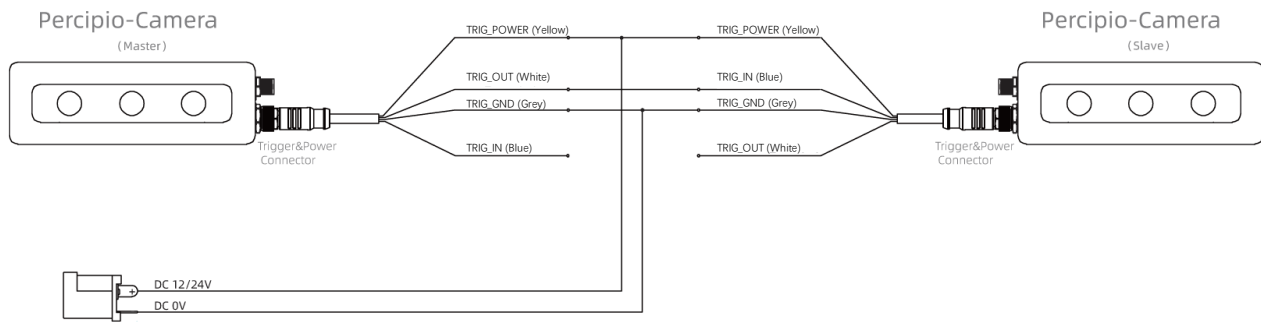 Percipio-Camera
(Master)
Percipio-Camera
(Slave)
TRIG_POWER (Yellow)
TRIG_POWER (Yellow)
TRIG_OUT (White)
TRIG_IN (Blue)
TRIG_GND (Grey)
TRIG_GND (Grey)
TRIG_IN (Blue)
TRIG_OUT (White)
Trigger&Power
Connector
Trigger&Power
Connector
+
DC 12/24V
DC 0V